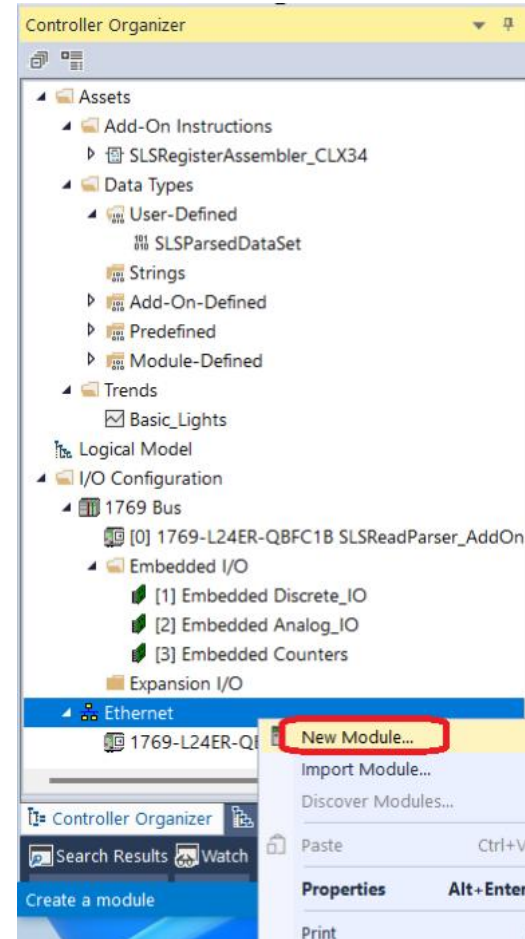 Controller Organizer
Assets
Add-On Instructions
SLSRegisterAssembler_CLX34
Data Types
User-Defined
SLSParsedDataSet
Strings
Add-On-Defined
Predefined
Module-Defined
Trends
Basic_Lights
Logical Model
I/O Configuration
1769 Bus
[0] 1769-L24ER-QBFC1B SLSReadParser_AddOn
Embedded I/O
[1] Embedded Discrete_IO
[2] Embedded Analog_IO
[3] Embedded Counters
Expansion I/O
Ethernet
1769-L24ER-QB
New Module...
Import Module...
Discover Modules...
Controller Organizer
Paste Ctrl+V
Search Results Watch
Properties Alt+Enter
Create a module
Print